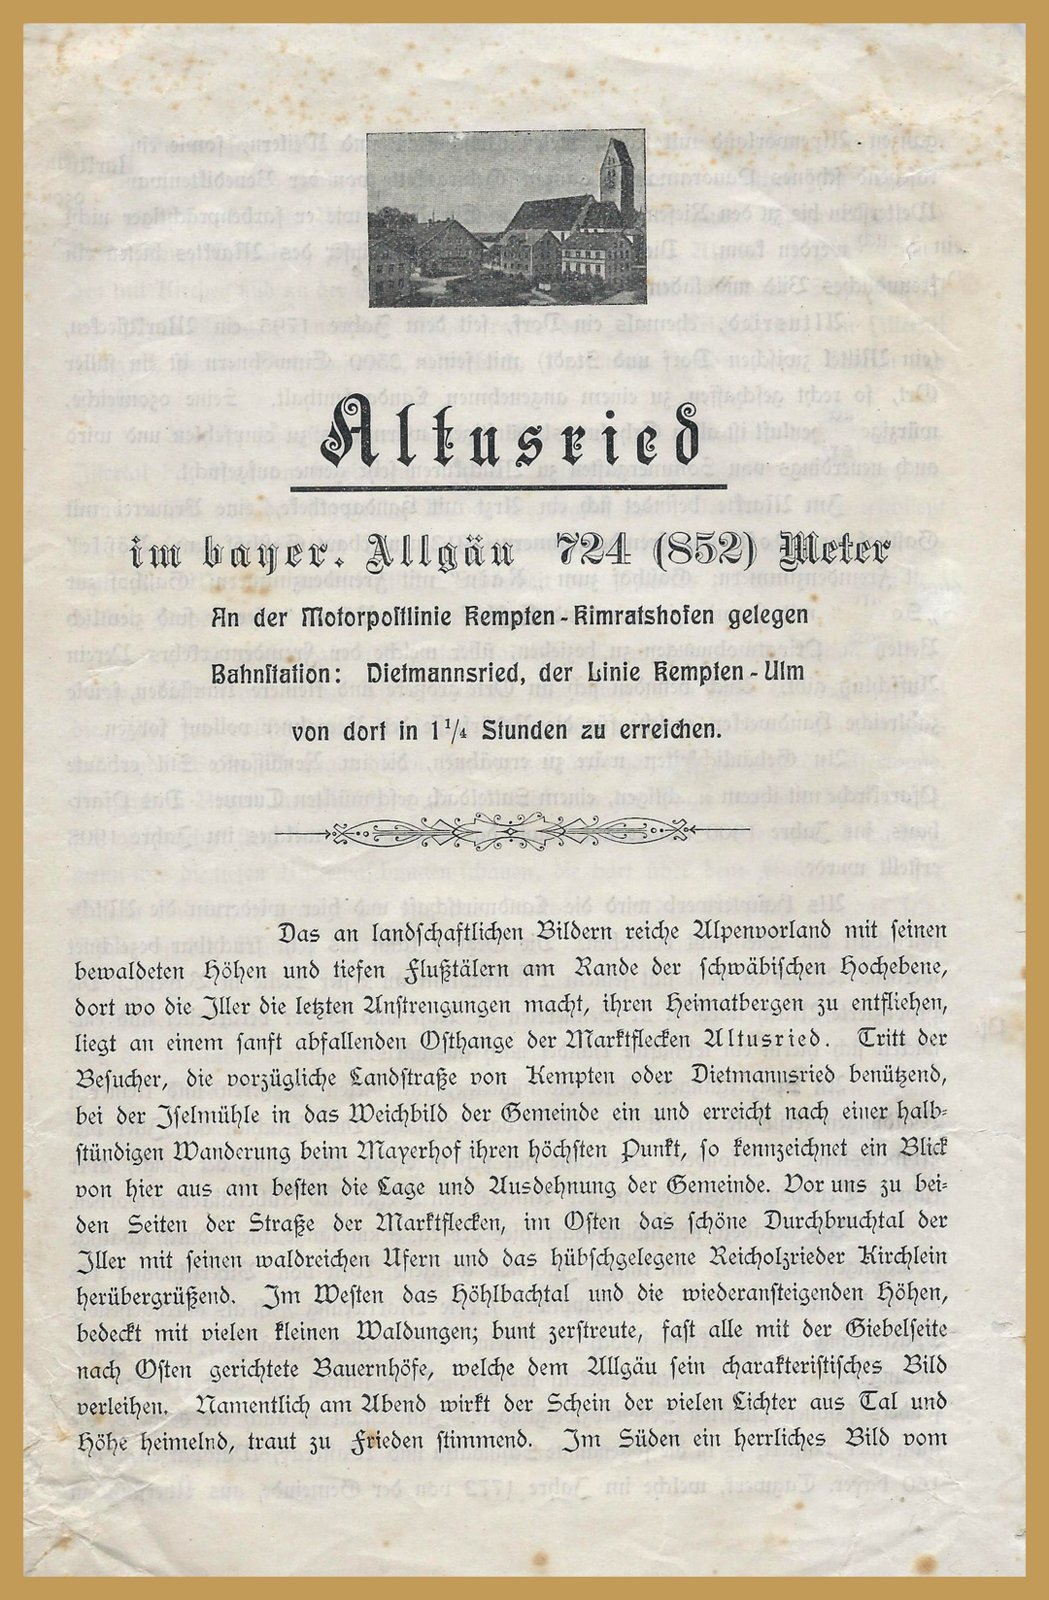 Altusried
im bayer. Allgäu 724 (852) Meter
An der Motorpostlinie Kempten-Kimratshofen gelegen
Bahnstation: Dietmannsried, der Linie Kempten-Ulm
von dort in 1 1/4 Stunden zu erreichen.
Das an landschaftlichen Bildern reiche Alpenvorland mit seinen
bewaldeten Höhen und tiefen Flußtälern am Rande der schwäbischen Hochebene,
dort wo die Iller die letzten Anstrengungen macht, ihren Heimatbergen zu entfliehen,
liegt an einem sanft abfallenden Osthange der Marktflecken Altusried. Tritt der
Besucher, die vorzügliche Landstraße von Kempten oder Dietmannsried benützend,
bei der Iselmühle in das Weichbild der Gemeinde ein und erreicht nach einer halb-
stündigen Wanderung beim Mayerhof ihren höchsten Punkt, so kennzeichnet ein Blick
von hier aus am besten die Lage und Ausdehnung der Gemeinde. Vor uns zu bei-
den Seiten der Straße der Marktflecken, im Osten das schöne Durchbruchtal der
Iller mit seinen waldreichen Ufern und das hübschgelegene Reicholzrieder Kirchlein
herübergrüßend. Im Westen das Höhlbachtal und die wiederansteigenden Höhen,
bedeckt mit vielen kleinen Waldungen; bunt zerstreute, fast alle mit der Giebelseite
nach Osten gerichtete Bauernhöfe, welche dem Allgäu sein charakteristisches Bild
verleihen. Namentlich am Abend wirkt der Schein der vielen Lichter aus Tal und
Höhe heimelnd, traut zu Frieden stimmend. Im Süden ein herrliches Bild vom